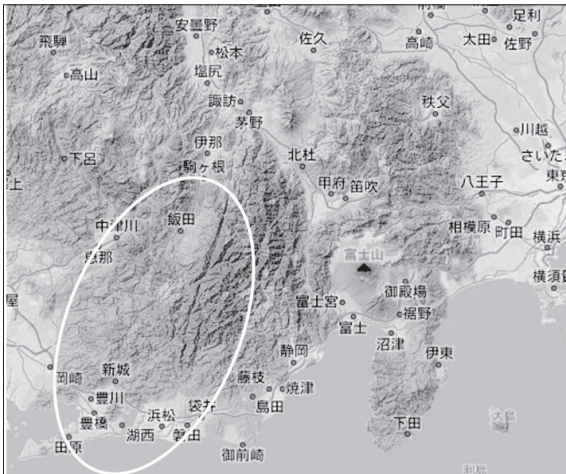 安曇野
足利
飛騨
松本
佐久
高崎
太田
佐野
高山
塩尻
諏訪
秩父
茅野
川越
伊那
北杜
さいたま
下呂
駒ヶ根
甲府
笛吹
八王子
東京
中津川
飯田
相模原
町田
恵那
富士山
横浜
御殿場
富士宮
裾野
富士
沼津
静岡
伊東
岡崎
新城
藤枝
焼津
豊川
袋井
島田
豊橋
浜松
下田
大島
田原
湖西
磐田
御前崎
利島